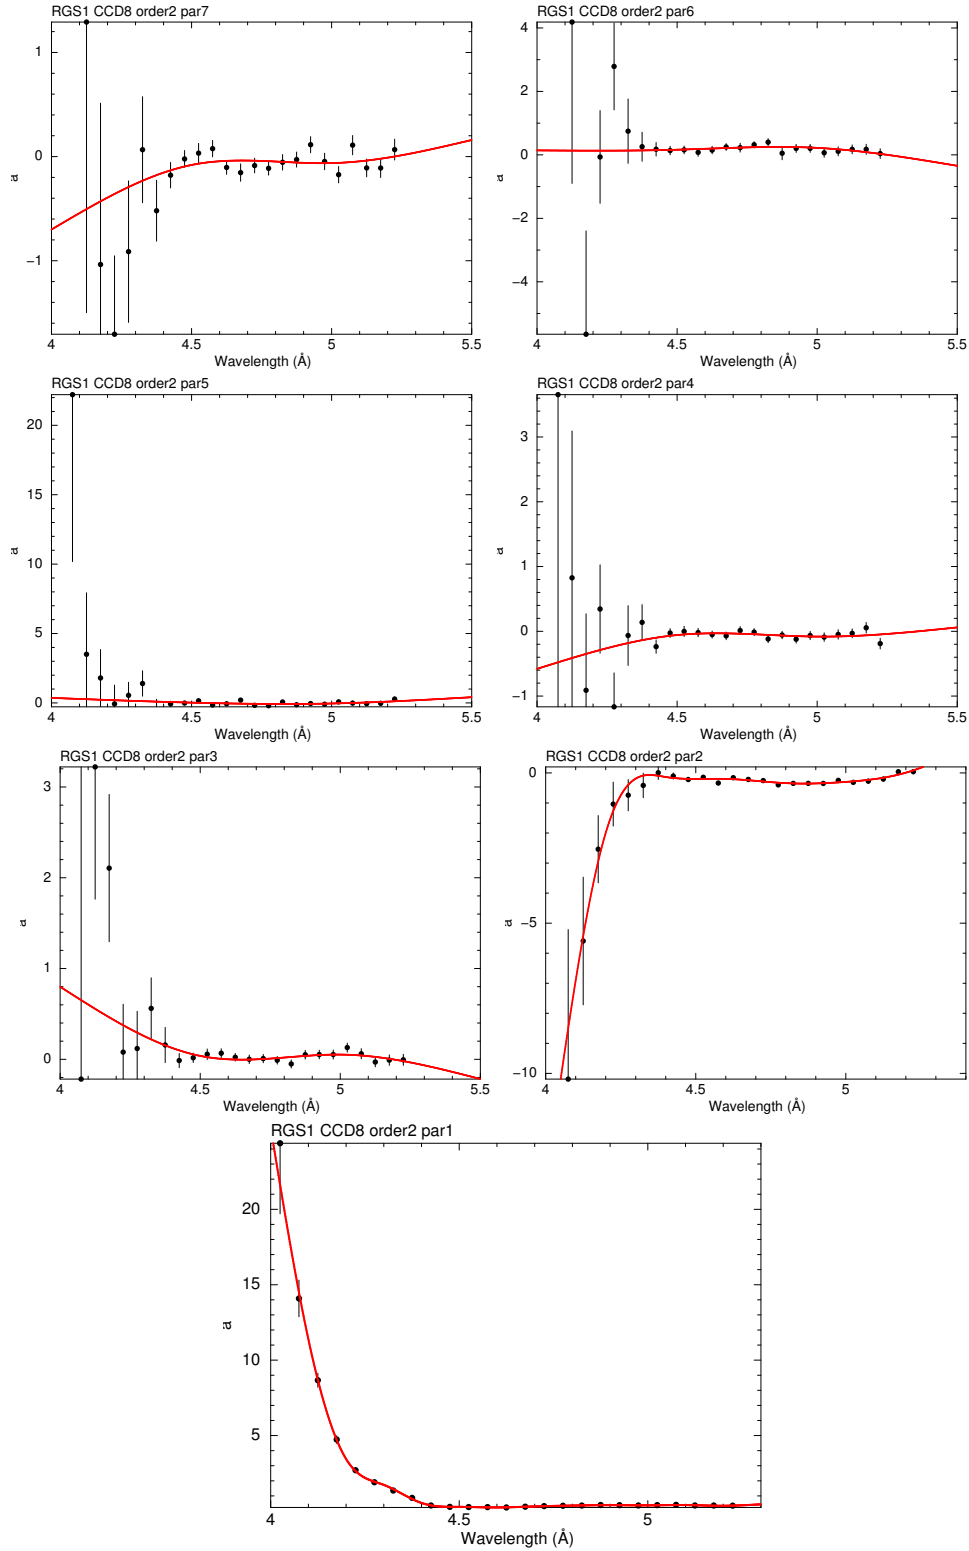 RGS1 CCD8 order2 par7
1
0
−1
a
4
4.5
5
5.5
Wavelength (Å)
RGS1 CCD8 order2 par6
4
2
0
−2
−4
a
4
4.5
5
5.5
Wavelength (Å)
RGS1 CCD8 order2 par5
20
15
10
5
0
a
4
4.5
5
5.5
Wavelength (Å)
RGS1 CCD8 order2 par4
3
2
1
0
−1
a
4
4.5
5
5.5
Wavelength (Å)
RGS1 CCD8 order2 par3
3
2
1
0
a
4
4.5
5
5.5
Wavelength (Å)
RGS1 CCD8 order2 par2
0
−5
−10
a
4
4.5
5
Wavelength (Å)
RGS1 CCD8 order2 par1
20
15
10
5
a
4
4.5
5
Wavelength (Å)